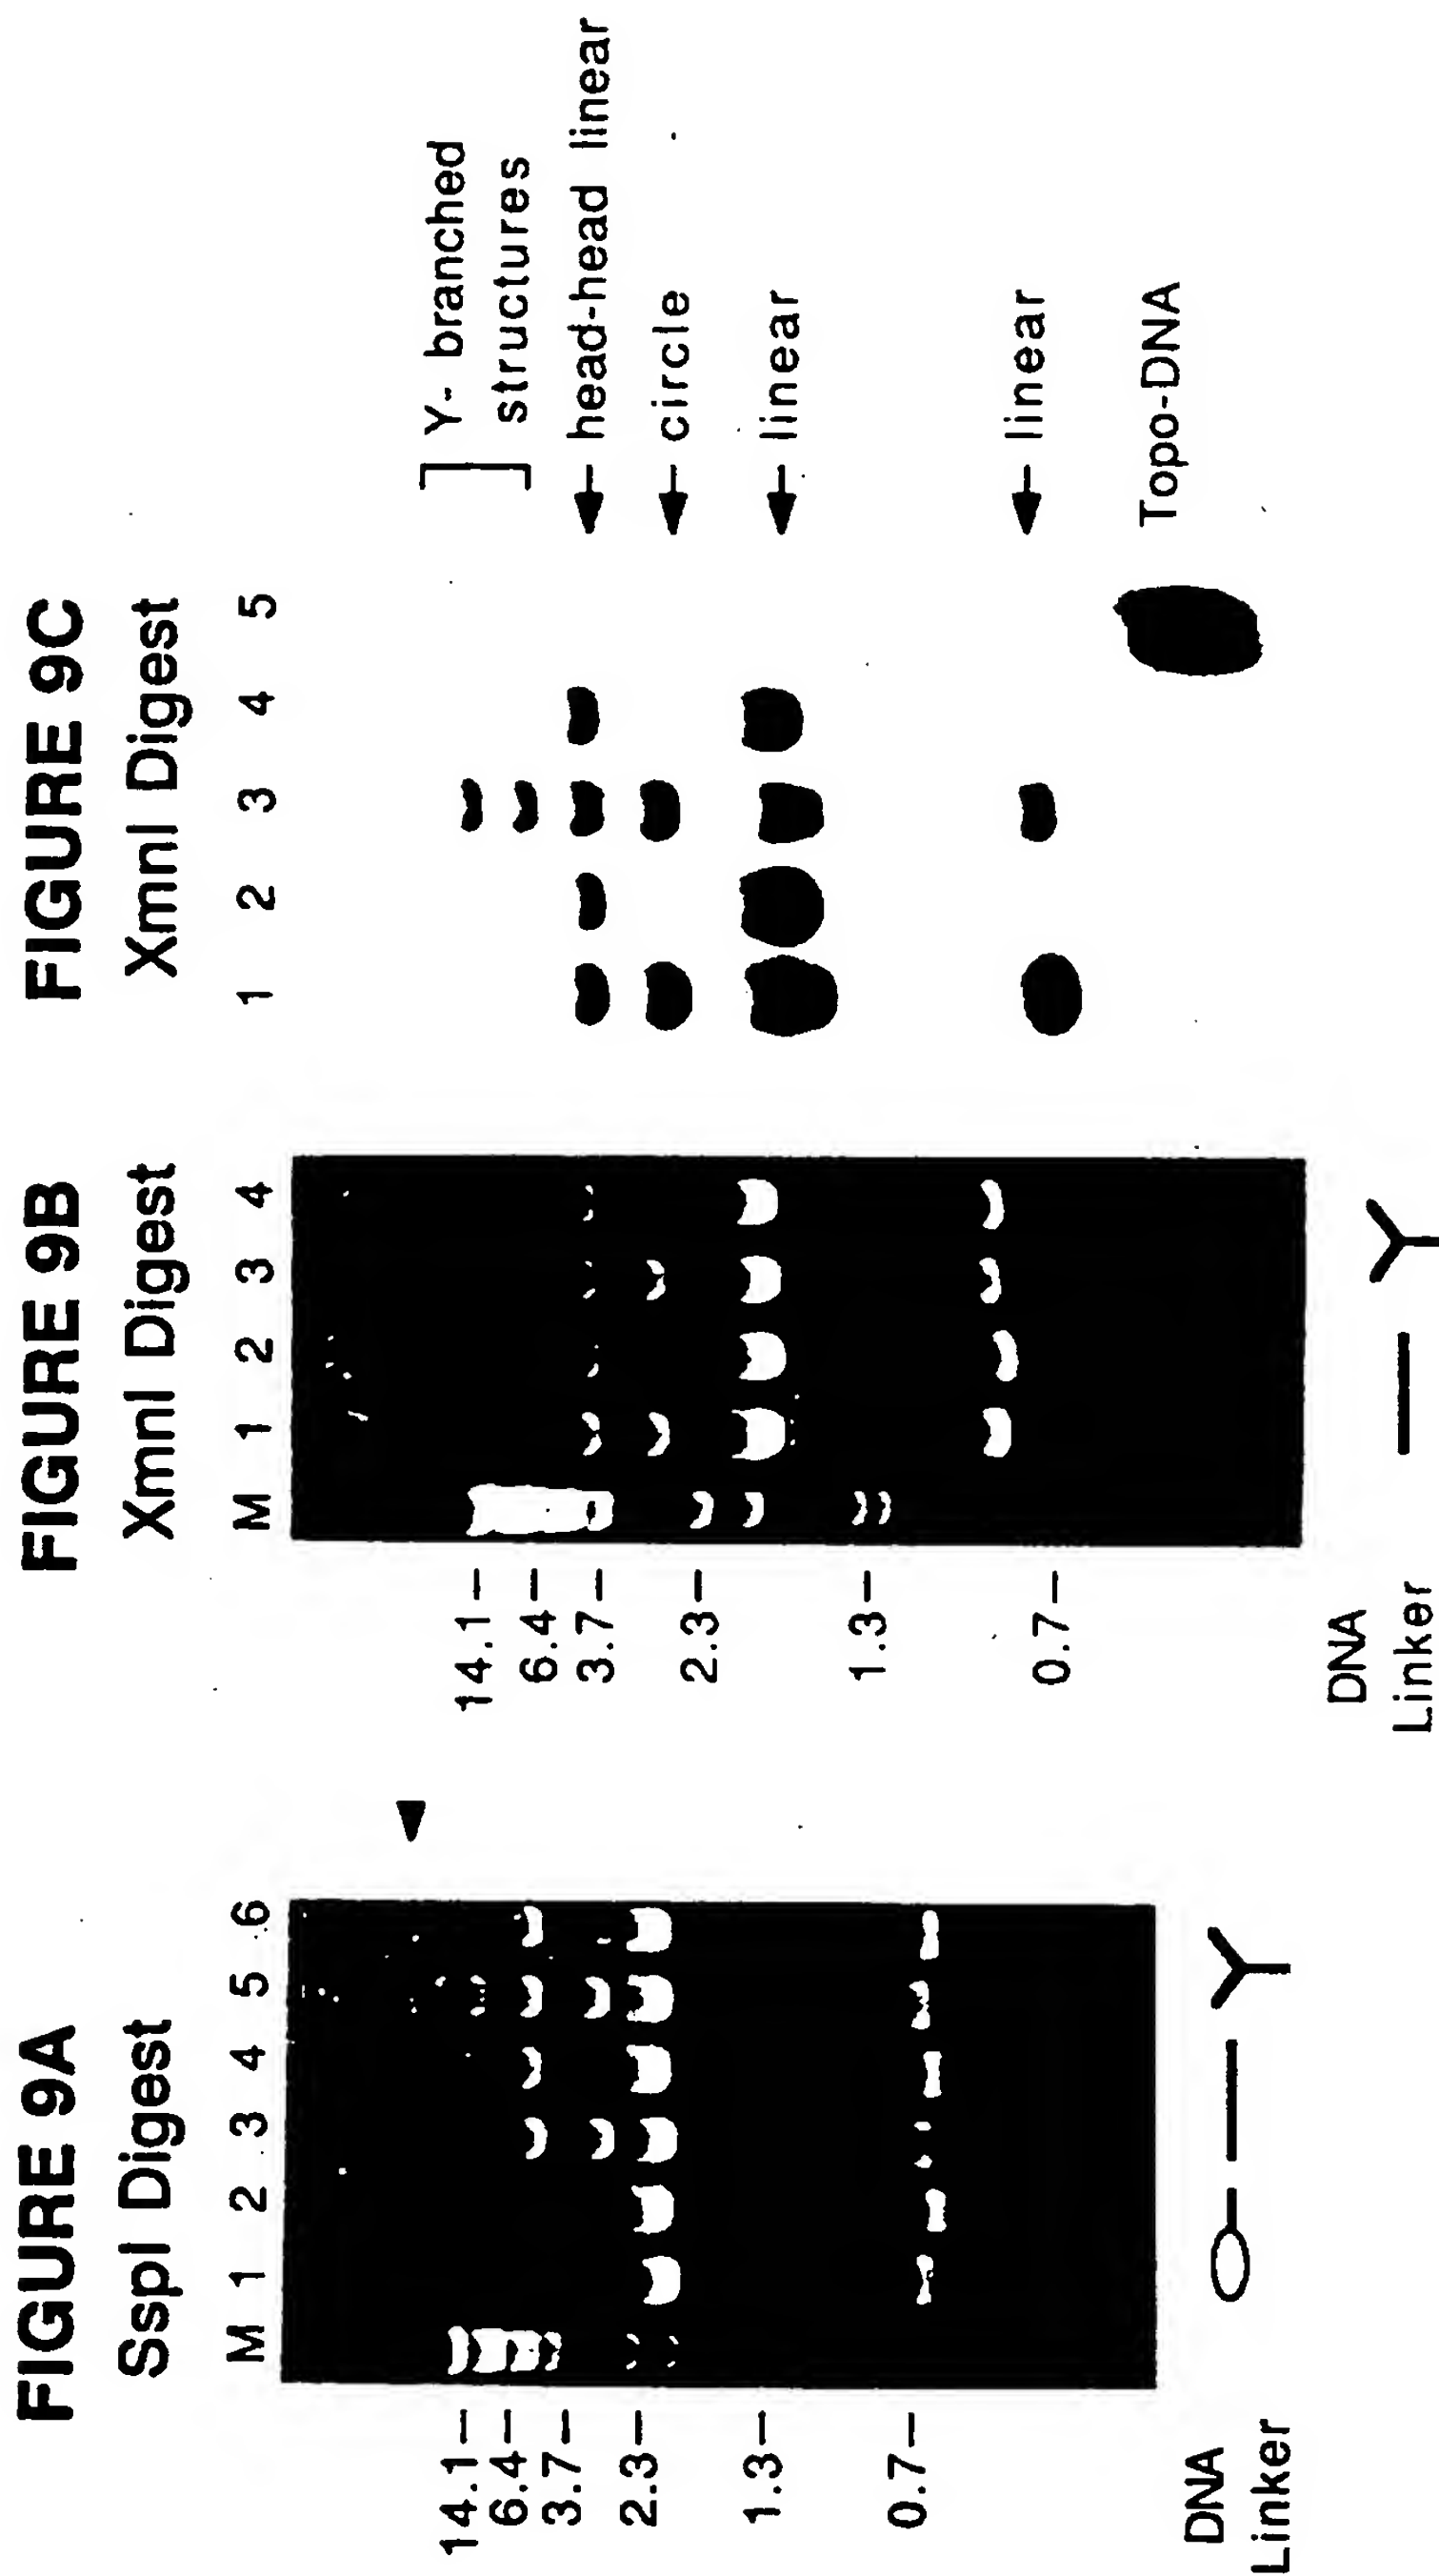 FIGURE 9A
SspI Digest
M 1 2 3 4 5 6
14.1–
6.4–
3.7–
2.3–
1.3–
0.7–
DNA
Linker
FIGURE 9B
XmnI Digest
M 1 2 3 4
14.1–
6.4–
3.7–
2.3–
1.3–
0.7–
DNA
Linker
FIGURE 9C
XmnI Digest
1 2 3 4 5
Y- branched
structures
head-head linear
circle
linear
linear
Topo-DNA